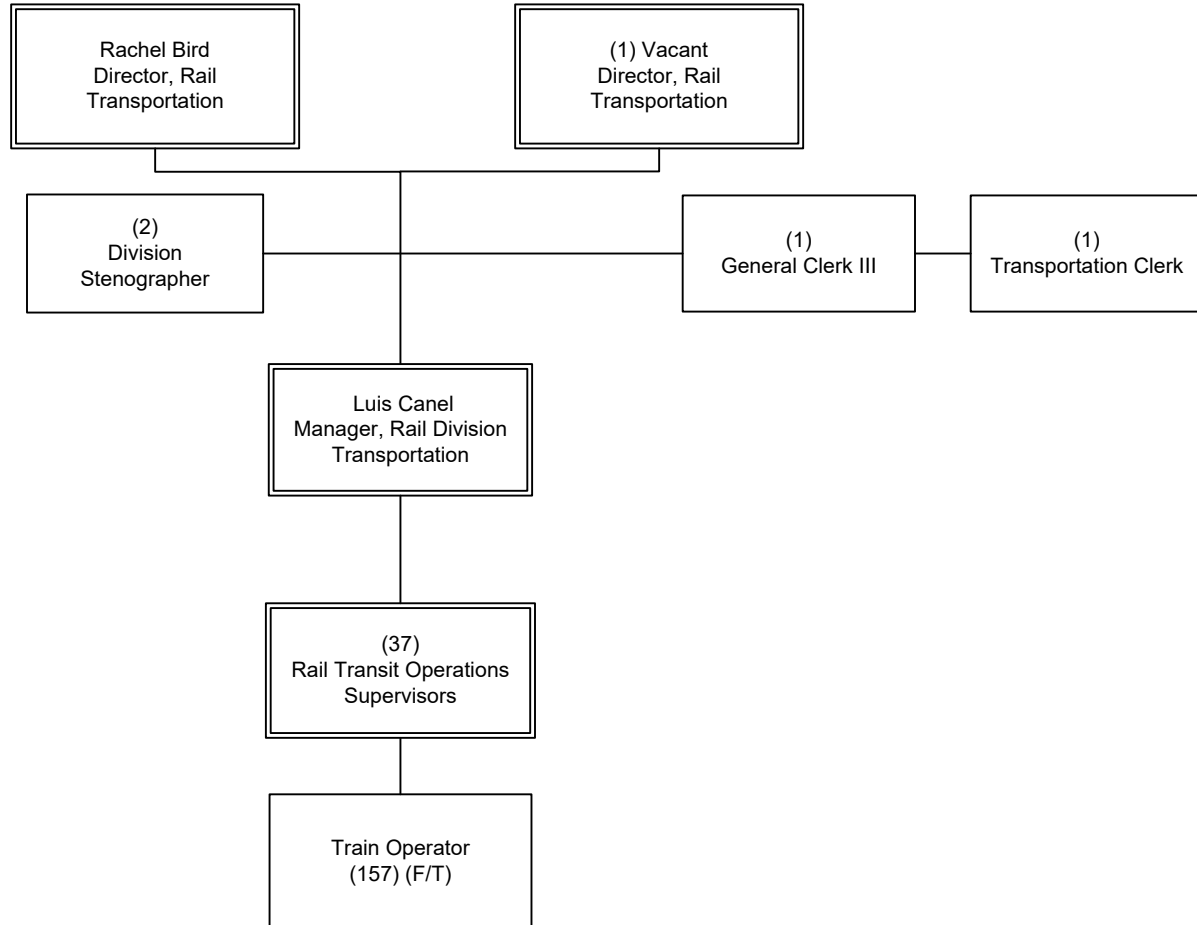 Rachel Bird
Director, Rail
Transportation
(1) Vacant
Director, Rail
Transportation
(2)
Division
Stenographer
(1)
General Clerk III
(1)
Transportation Clerk
Luis Canel
Manager, Rail Division
Transportation
(37)
Rail Transit Operations
Supervisors
Train Operator
(157) (F/T)